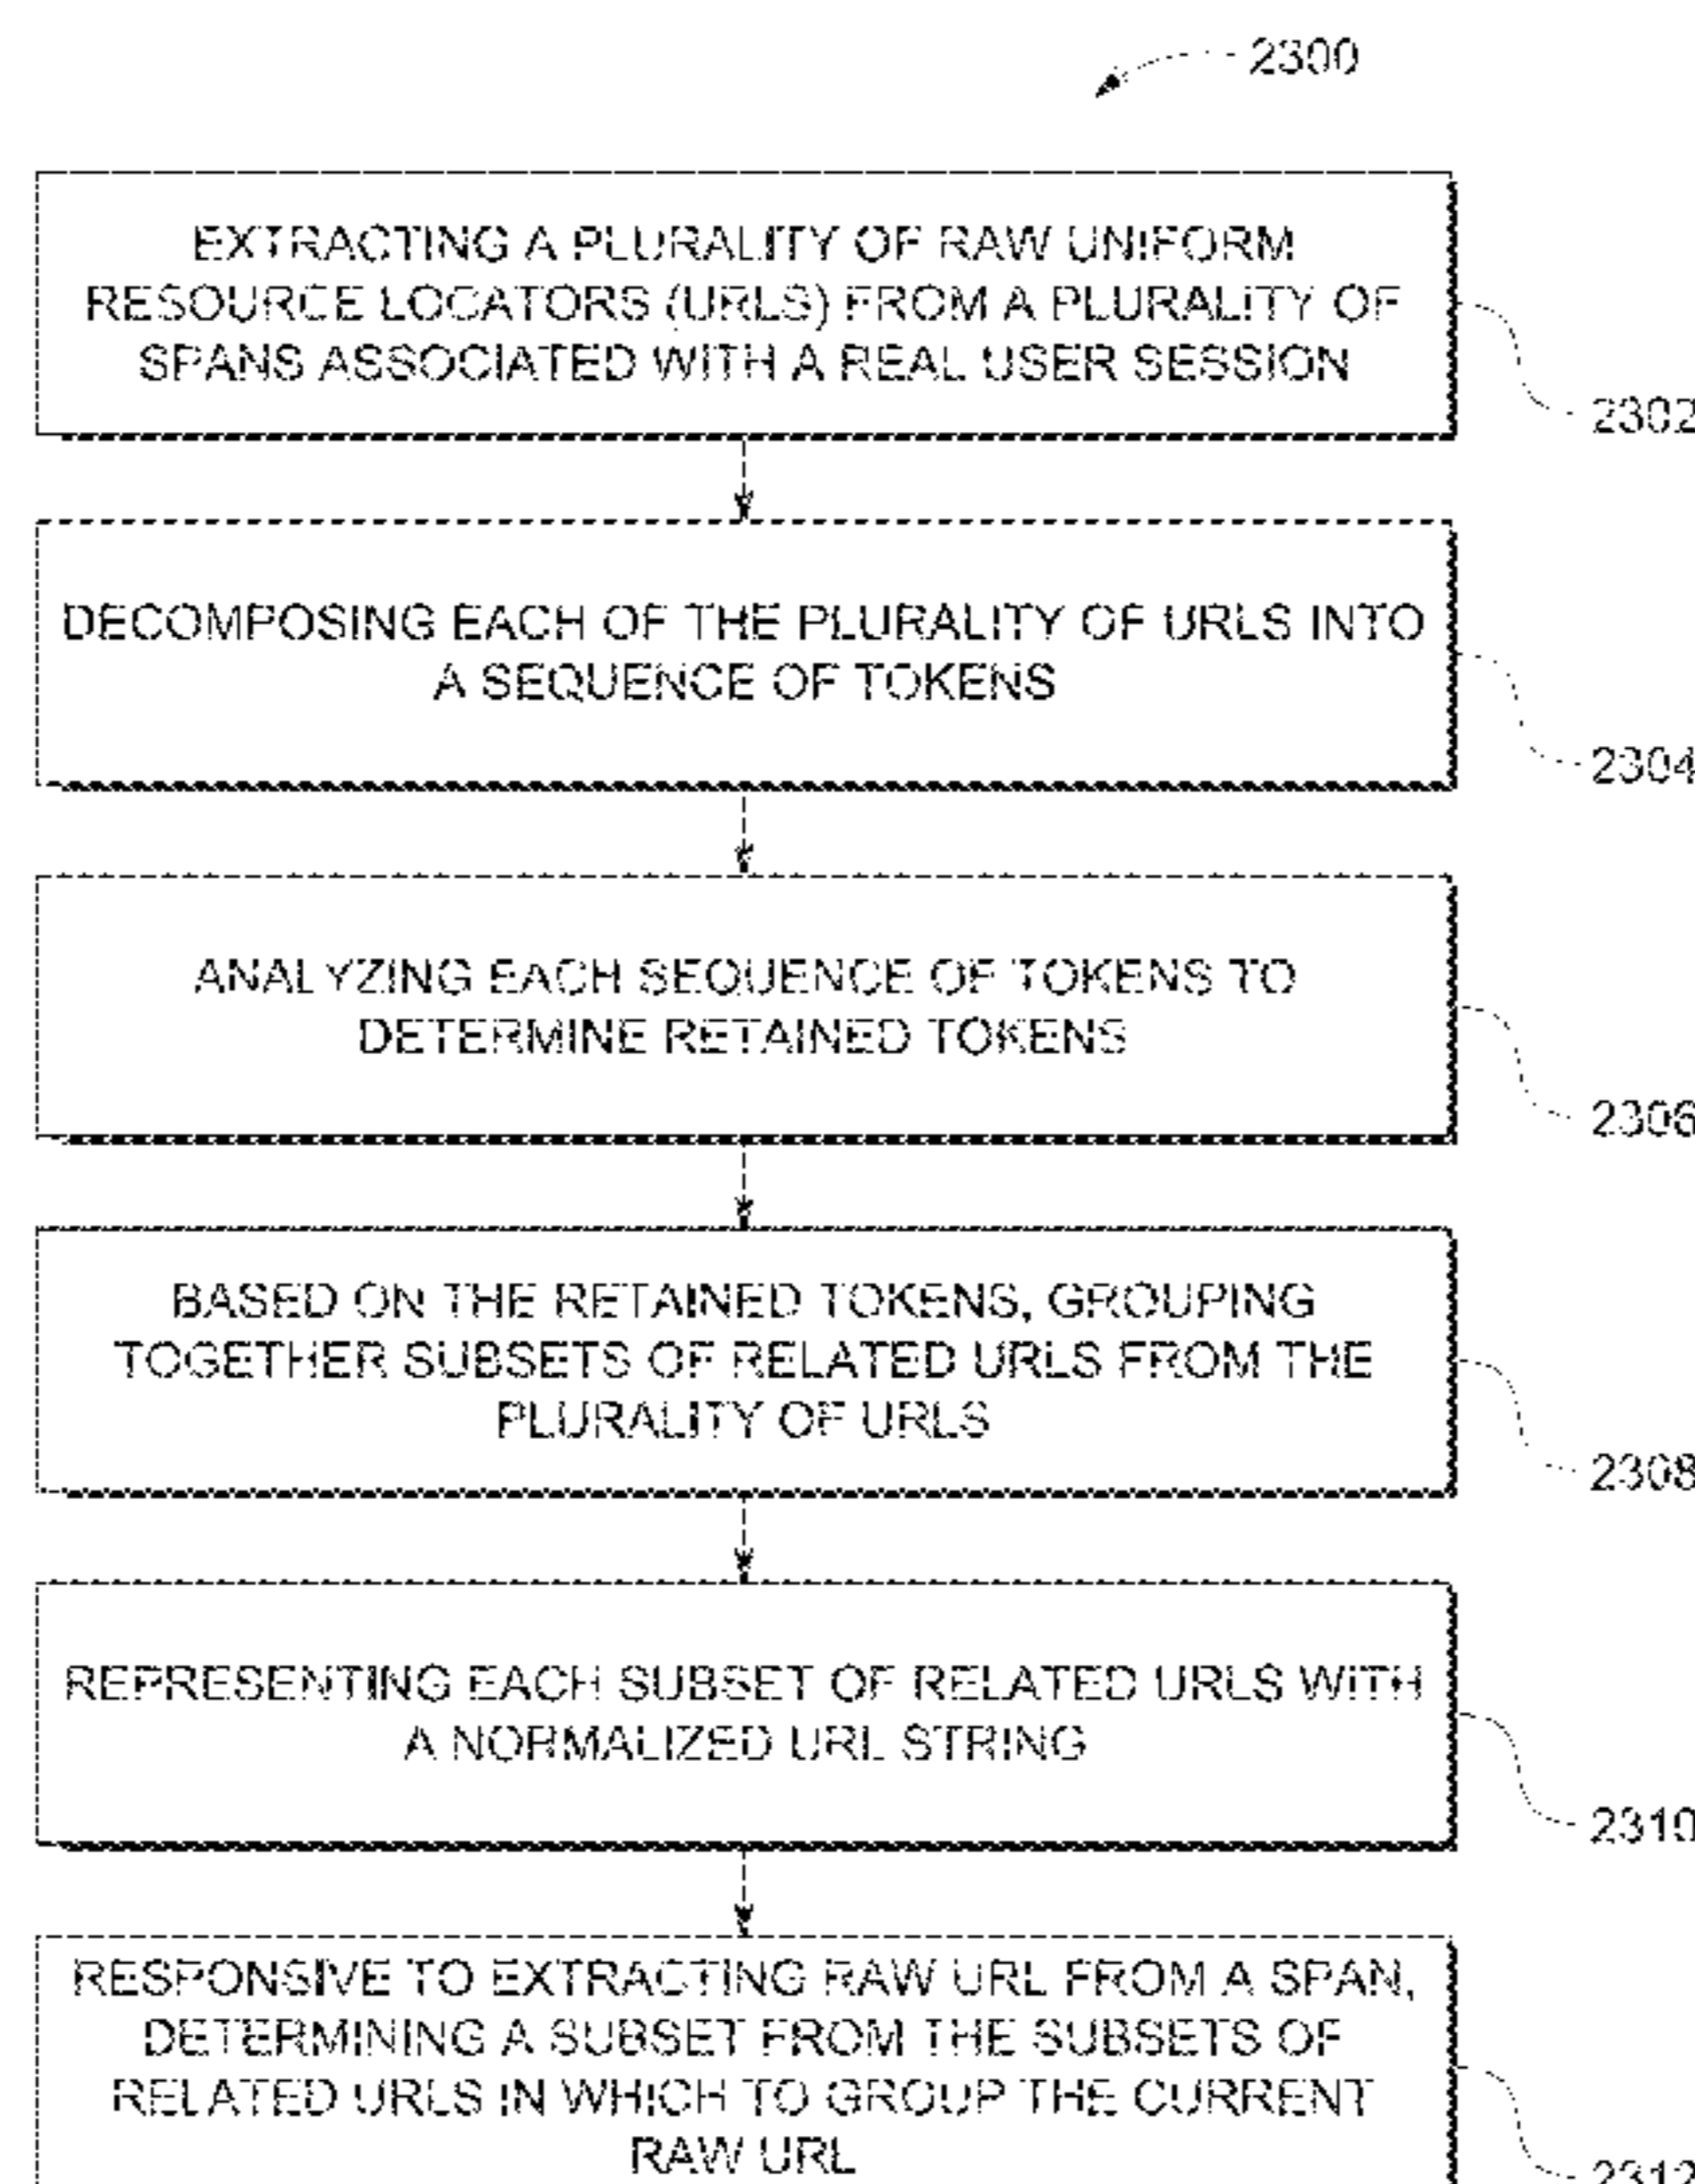 2300
EXTRACTING A PLURALITY OF RAW UNIFORM
RESOURCE LOCATORS (URLS) FROM A PLURALITY OF
SPANS ASSOCIATED WITH A REAL USER SESSION
2302
DECOMPOSING EACH OF THE PLURALITY OF URLS INTO
A SEQUENCE OF TOKENS
2304
ANALYZING EACH SEQUENCE OF TOKENS TO
DETERMINE RETAINED TOKENS
2306
BASED ON THE RETAINED TOKENS, GROUPING
TOGETHER SUBSETS OF RELATED URLS FROM THE
PLURALITY OF URLS
2308
REPRESENTING EACH SUBSET OF RELATED URLS WITH
A NORMALIZED URL STRING
2310
RESPONSIVE TO EXTRACTING RAW URL FROM A SPAN,
DETERMINING A SUBSET FROM THE SUBSETS OF
RELATED URLS IN WHICH TO GROUP THE CURRENT
RAW URL
2312